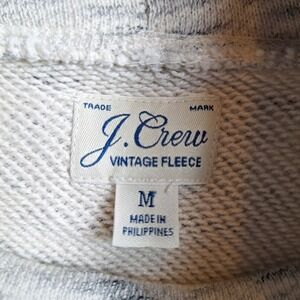 TRADE MARK
J. Crew
VINTAGE FLEECE
M
MADE IN
PHILIPPINES